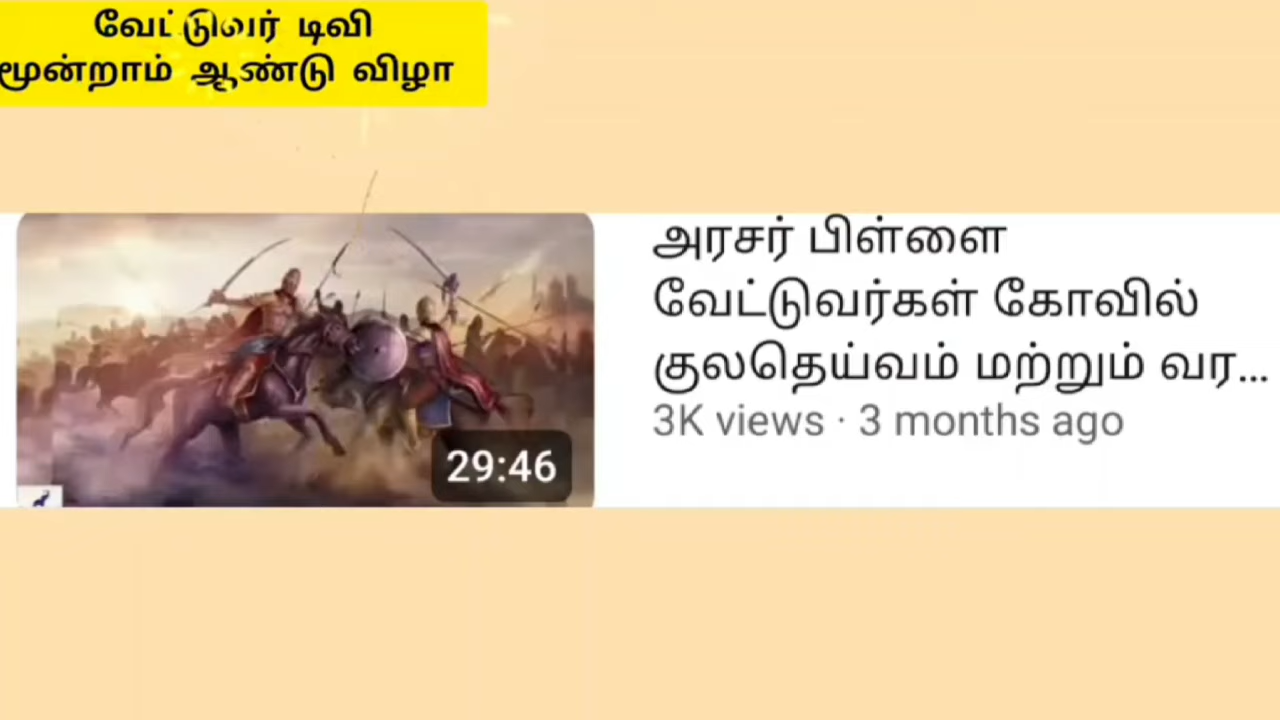 வேட்டுவர் டிவி
மூன்றாம் ஆண்டு விழா
அரசர் பிள்ளை
வேட்டுவர்கள் கோவில்
குலதெய்வம் மற்றும் வர...
3K views · 3 months ago
29:46